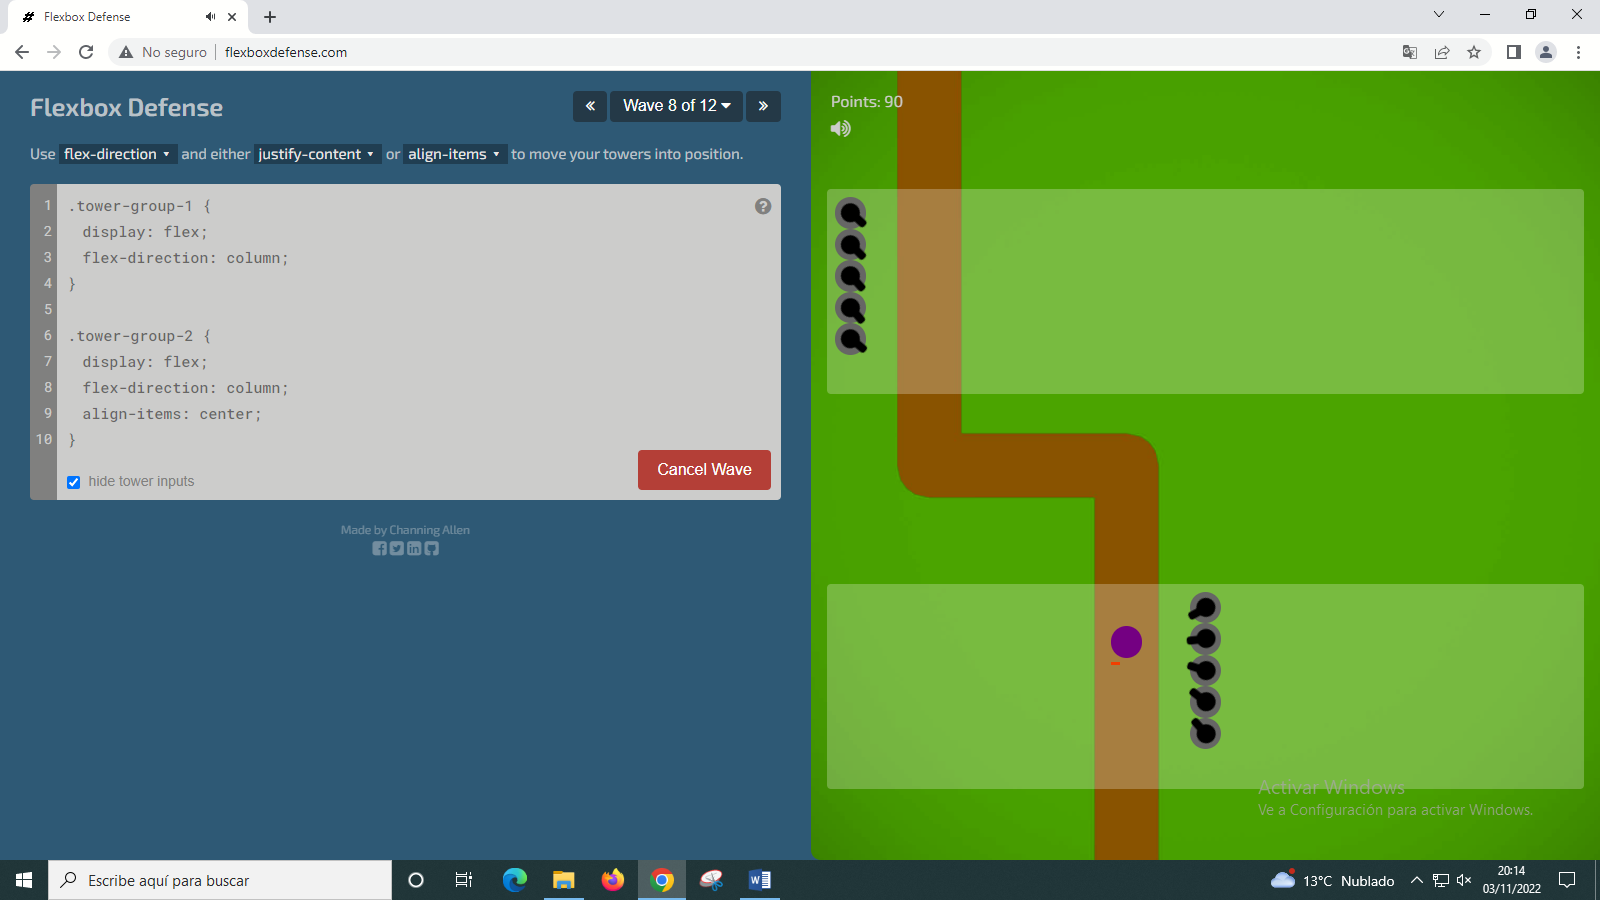 Flexbox Defense
No seguro
flexboxdefense.com
Flexbox Defense
« Wave 8 of 12 »
Use flex-direction and either justify-content or align-items to move your towers into position.
1 .tower-group-1 {
2 display: flex;
3 flex-direction: column;
4 }
5
6 .tower-group-2 {
7 display: flex;
8 flex-direction: column;
9 align-items: center;
10 }
hide tower inputs
Cancel Wave
Made by Channing Allen
Points: 90
Activar Windows
Ve a Configuración para activar Windows.
Escribe aquí para buscar
13°C Nublado
20:14
03/11/2022